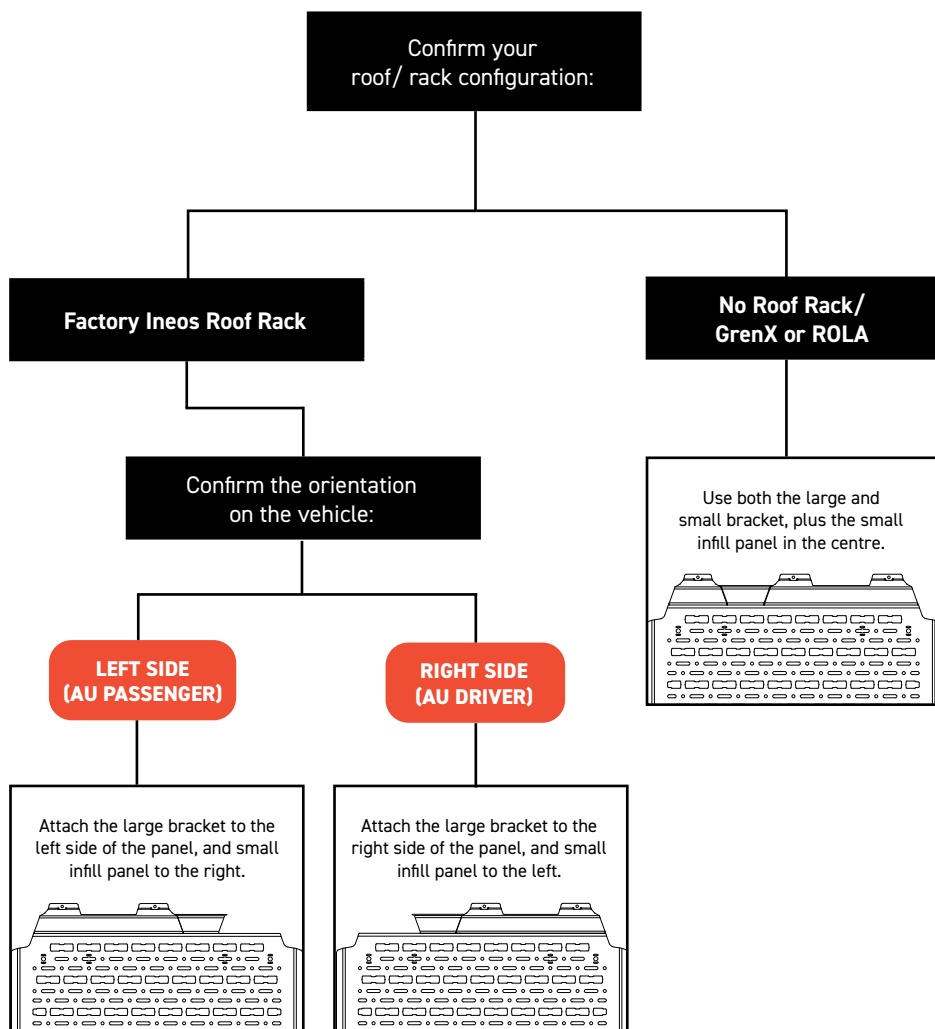 Confirm your
roof/ rack configuration:
Factory Ineos Roof Rack
No Roof Rack/
GrenX or ROLA
Confirm the orientation
on the vehicle:
Use both the large and
small bracket, plus the small
infill panel in the centre.
LEFT SIDE
(AU PASSENGER)
RIGHT SIDE
(AU DRIVER)
Attach the large bracket to the
left side of the panel, and small
infill panel to the right.
Attach the large bracket to the
right side of the panel, and small
infill panel to the left.